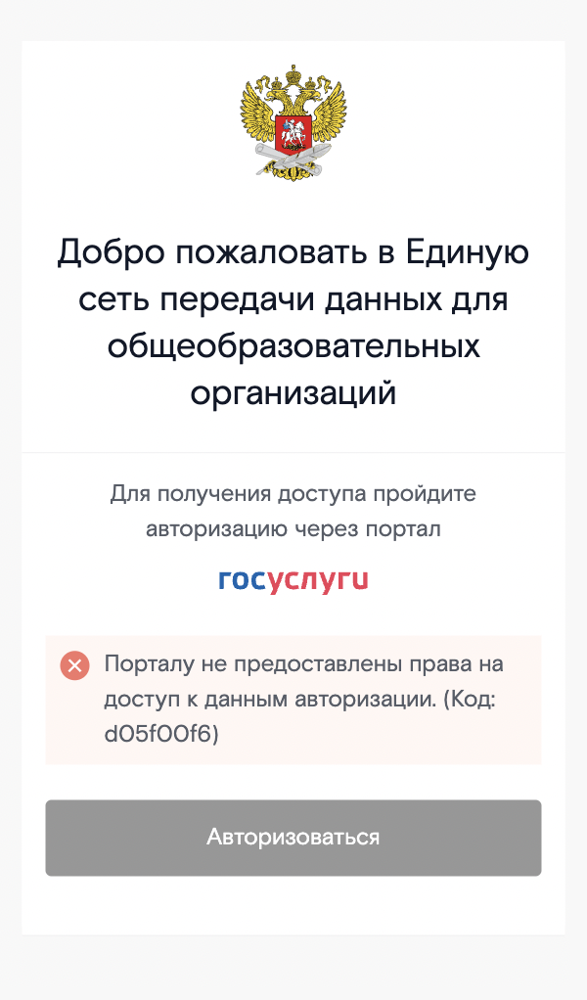 Добро пожаловать в Единую
сеть передачи данных для
общеобразовательных
организаций
Для получения доступа пройдите
авторизацию через портал
госуслуги
Порталу не предоставлены права на
доступ к данным авторизации. (Код:
d05f00f6)
Авторизоваться